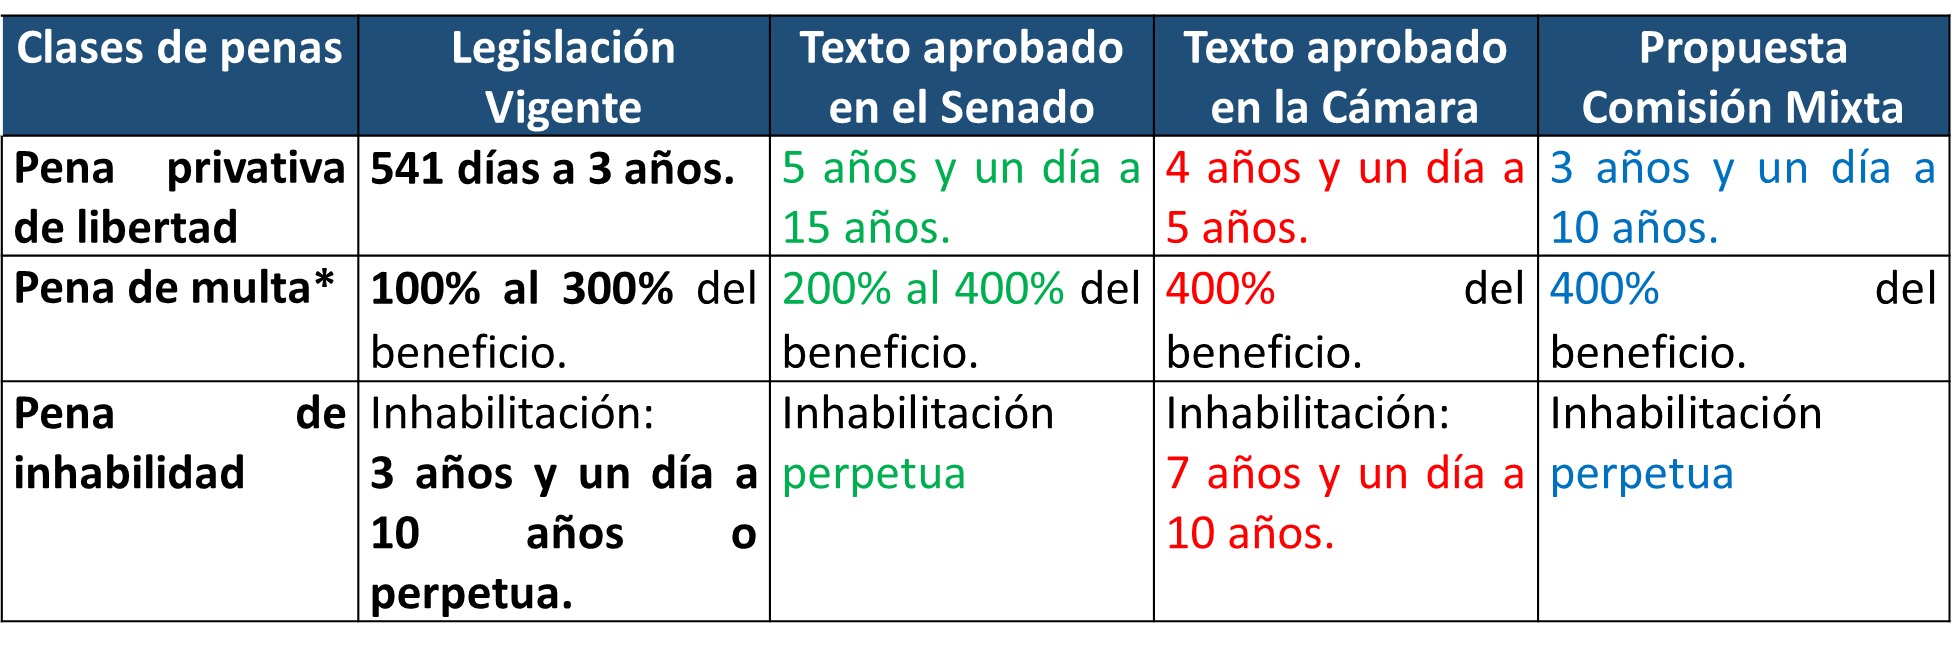 Clases de penas
Legislación
Vigente
Texto aprobado
en el Senado
Texto aprobado
en la Cámara
Propuesta
Comisión Mixta
Pena privativa
de libertad
541 días a 3 años.
5 años y un día a
15 años.
4 años y un día a
5 años.
3 años y un día a
10 años.
Pena de multa*
100% al 300% del
beneficio.
200% al 400% del
beneficio.
400% del
beneficio.
400% del
beneficio.
Pena de
inhabilidad
Inhabilitación:
3 años y un día a
10 años o
perpetua.
Inhabilitación
perpetua
Inhabilitación:
7 años y un día a
10 años.
Inhabilitación
perpetua